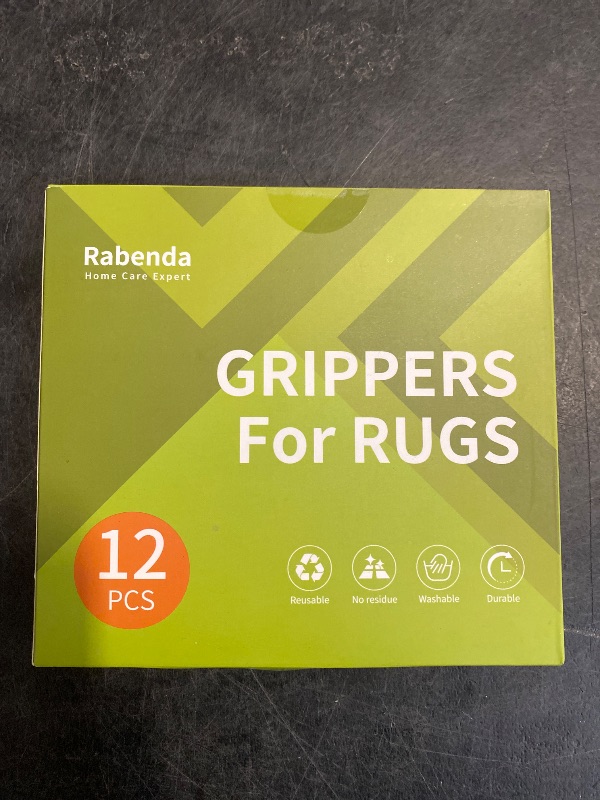 Rabenda
Home Care Expert
GRIPPERS
For RUGS
12
PCS
Reusable
No residue
Washable
Durable